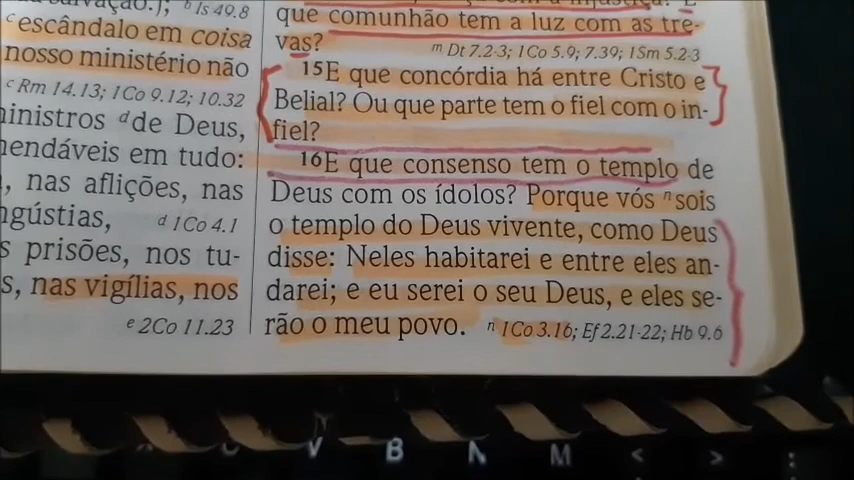 ᵇ Is 49.8
ᶜescândalo em coisa
nosso ministério não
ᶜ Rm 14.13; 1Co 9.12; 10.32
ministros ᵈde Deus,
mendáveis em tudo:
, nas aflições, nas
ngústias, ᵈ 1Co 4.1
s prisões, nos tu-
s, nas vigílias, nos
ᵉ 2Co 11.23
que comunhão tem a luz com as tre-
vas? ᵐ Dt 7.2-3; 1Co 5.9; 7.39; 1Sm 5.2-3
15E que concórdia há entre Cristo e
Belial? Ou que parte tem o fiel com o in-
fiel?
16E que consenso tem o templo de
Deus com os ídolos? Porque vós ⁿsois
o templo do Deus vivente, como Deus
disse: Neles habitarei e entre eles an-
darei; e eu serei o seu Deus, e eles se-
rão o meu povo. ⁿ 1Co 3.16; Ef 2.21-22; Hb 9.6
V B N M < > :